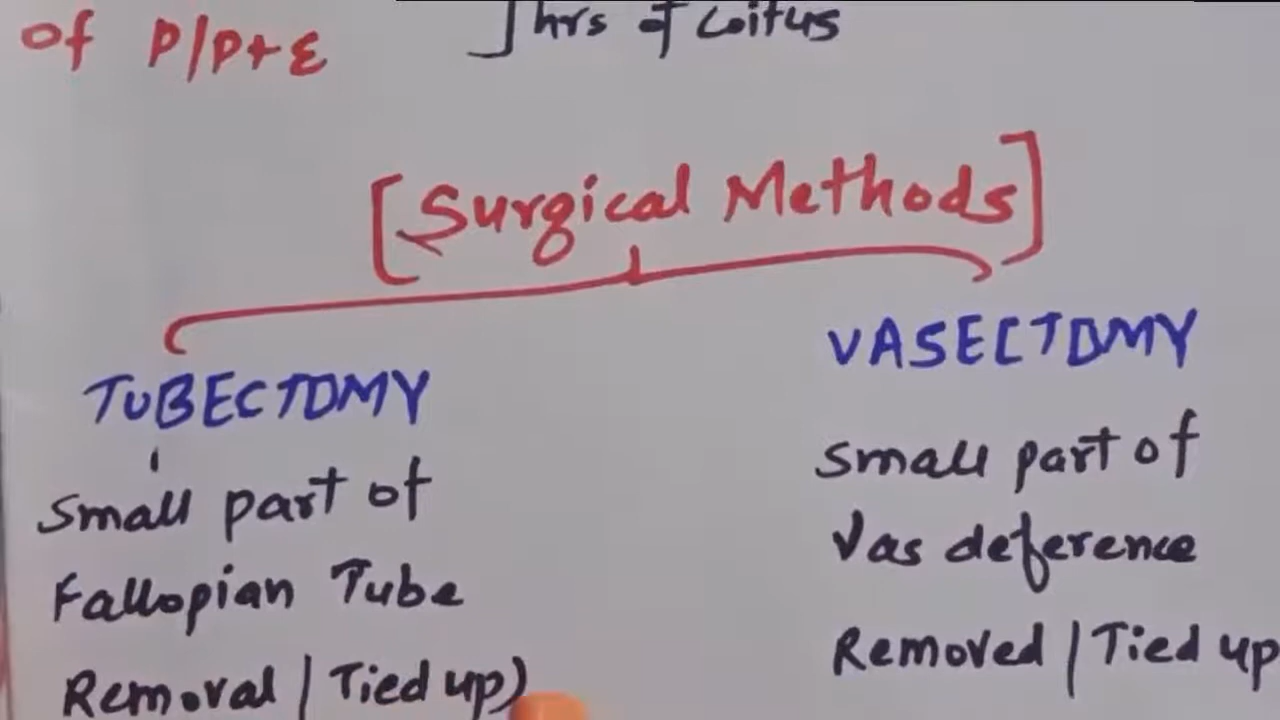 of P/P+E
hrs of coitus
[Surgical Methods]
TUBECTOMY
Small part of
Fallopian Tube
Removal / Tied up)
VASECTOMY
Small part of
Vas deference
Removed / Tied up